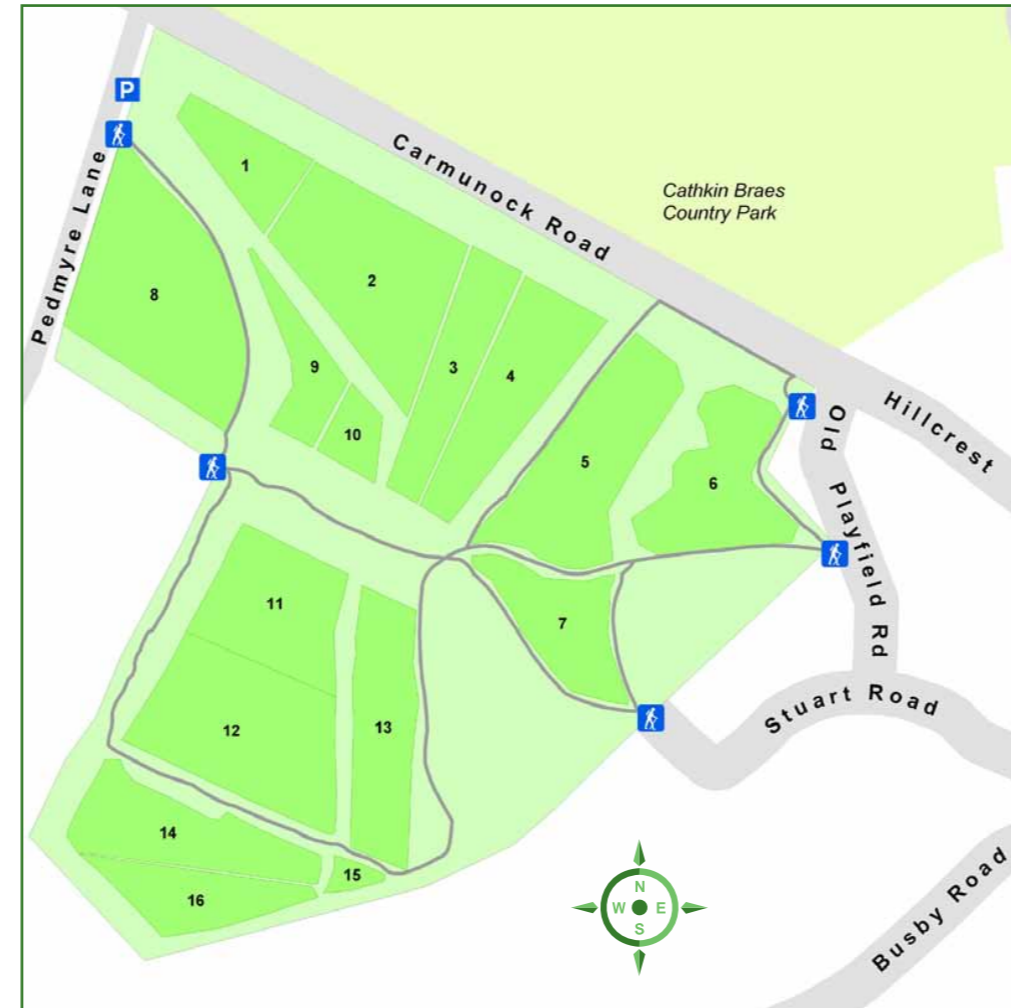 P
Pedmyre Lane
Carmunock Road
Cathkin Braes
Country Park
Hillcrest
Old Playfield Rd
Stuart Road
Busby Road
1
2
3
4
5
6
7
8
9
10
11
12
13
14
15
16
N
W E
S